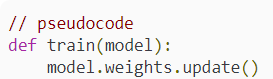 // pseudocode
def train(model):
    model.weights.update()